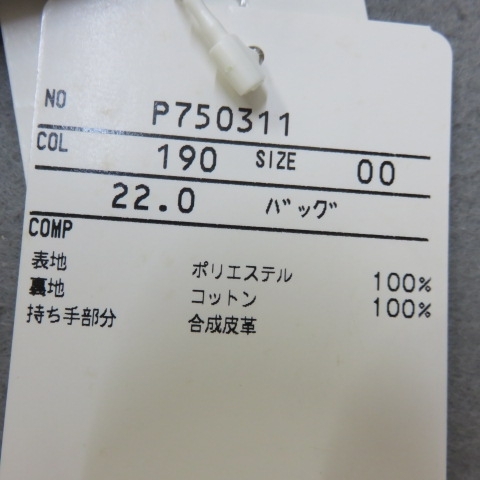 NO P750311
COL 190 SIZE 00
22.0 バッグ
COMP
表地 ポリエステル 100%
裏地 コットン 100%
持ち手部分 合成皮革